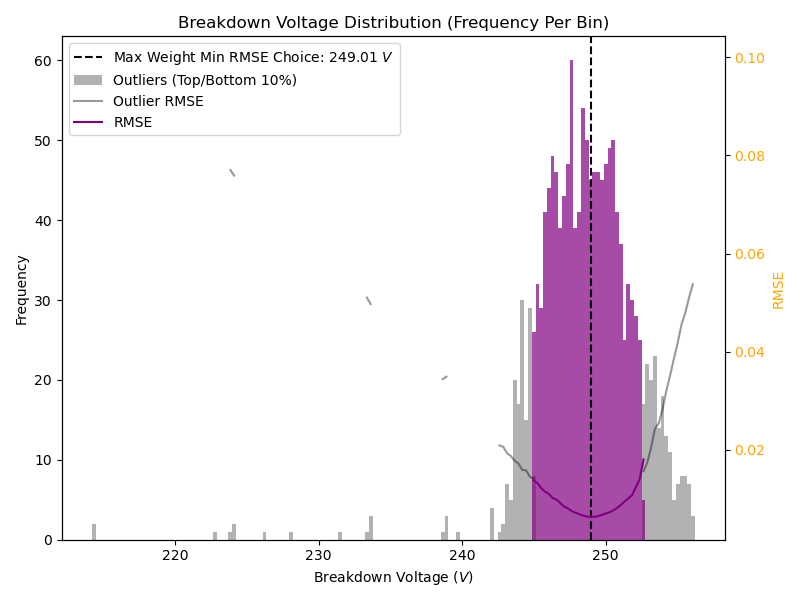 Breakdown Voltage Distribution (Frequency Per Bin)
Max Weight Min RMSE Choice: 249.01 V
Outliers (Top/Bottom 10%)
Outlier RMSE
RMSE
60
50
40
30
20
10
0
Frequency
0.10
0.08
0.06
0.04
0.02
RMSE
220
230
240
250
Breakdown Voltage (V)